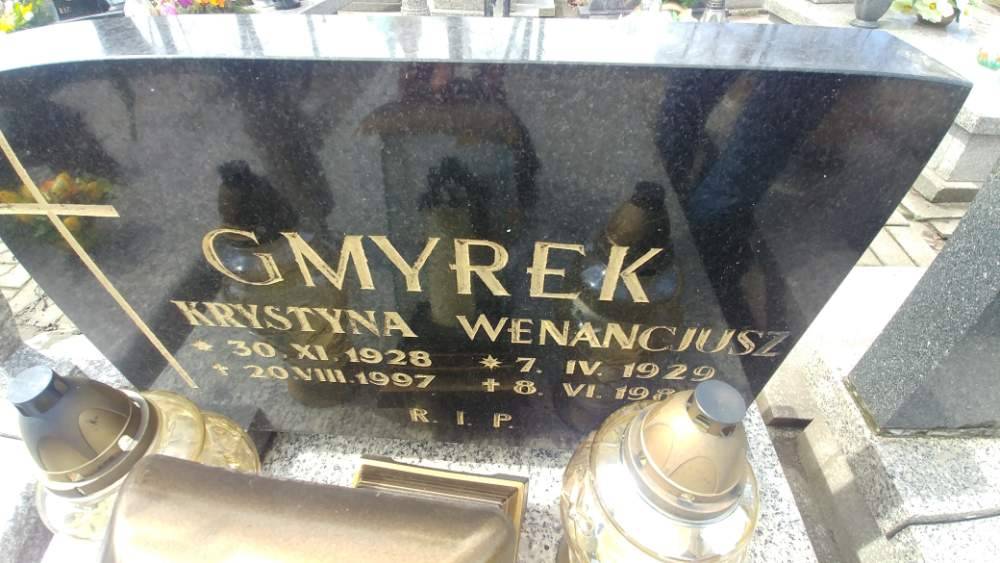 GMYREK
KRYSTYNA WENANCJUSZ
* 30. XI. 1928 * 7. IV. 1929
† 20. VIII. 1997 † 8. VI.
R. I. P.